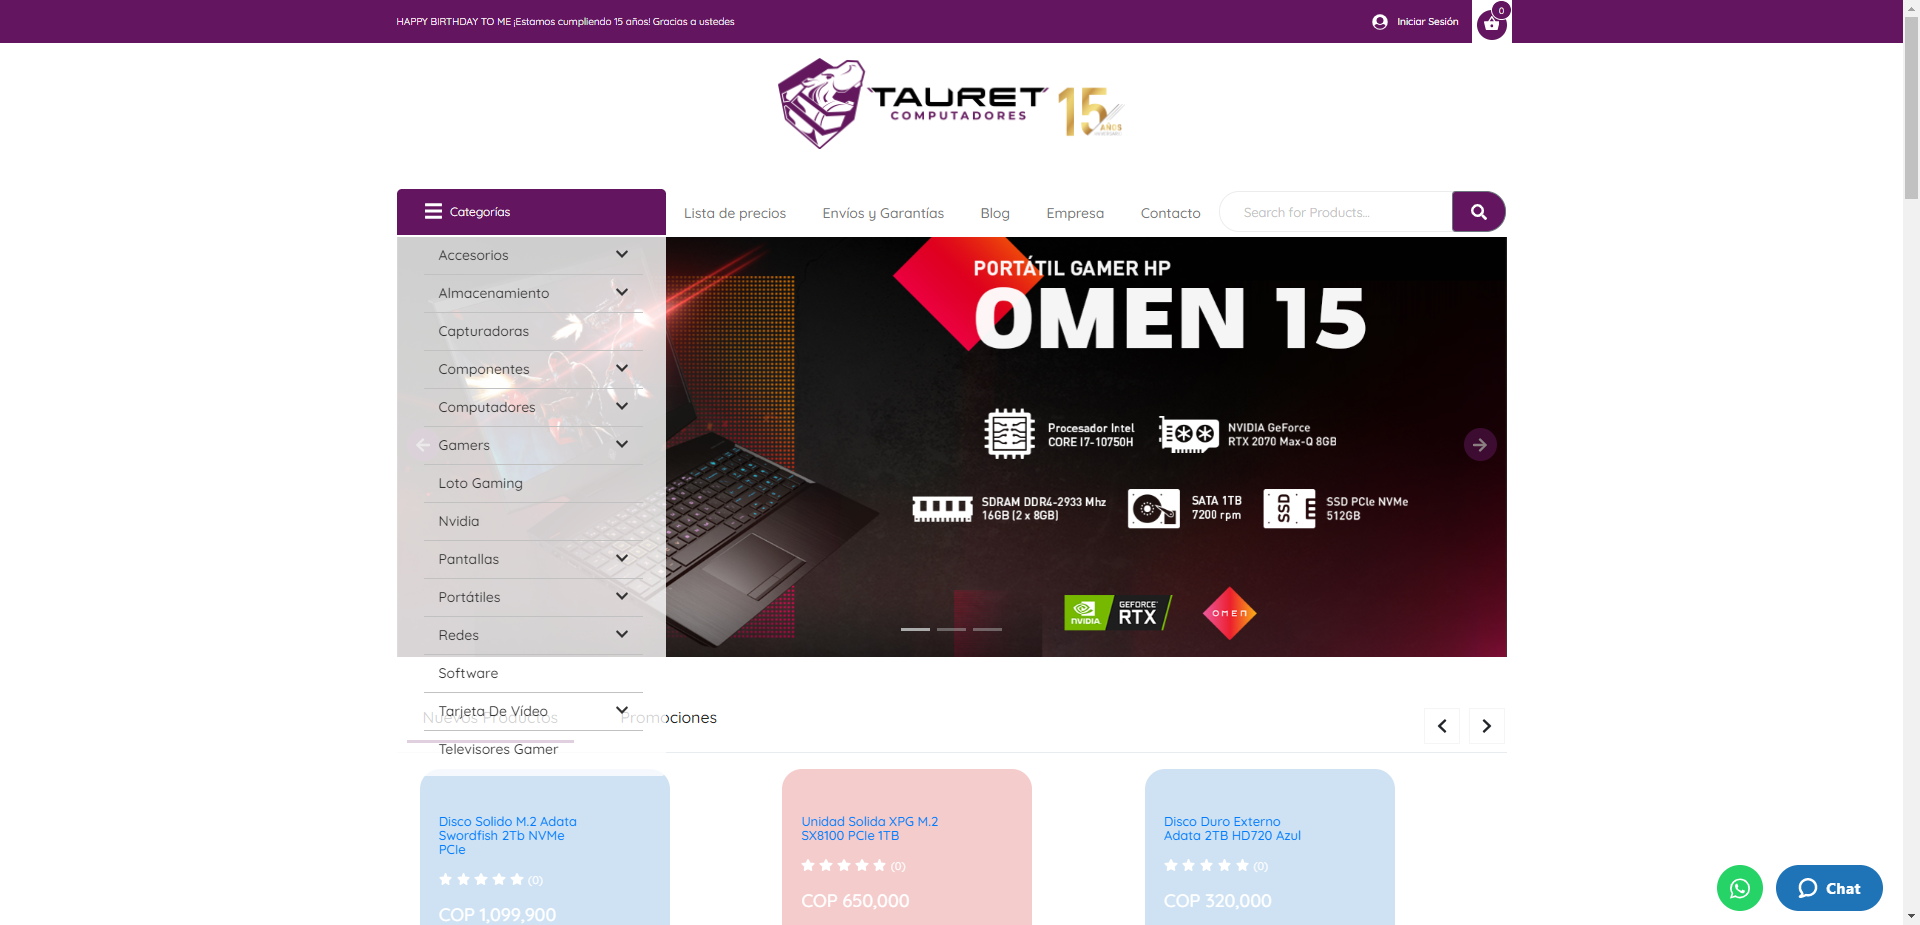 HAPPY BIRTHDAY TO ME ¡Estamos cumpliendo 15 años! Gracias a ustedes
Iniciar Sesión
0
TAURET
COMPUTADORES
15
AÑOS
Categorías
Lista de precios
Envíos y Garantías
Blog
Empresa
Contacto
Search for Products...
Accesorios
Almacenamiento
Capturadoras
Componentes
Computadores
Gamers
Loto Gaming
Nvidia
Pantallas
Portátiles
Redes
Software
Tarjeta De Vídeo
Televisores Gamer
PORTÁTIL GAMER HP
OMEN 15
Procesador Intel
CORE I7-10750H
NVIDIA GeForce
RTX 2070 Max-Q 8GB
SDRAM DDR4-2933 Mhz
16GB (2 x 8GB)
SATA 1TB
7200 rpm
SSD
SSD PCIe NVMe
512GB
NVIDIA
GEFORCE
RTX
OMEN
Nuevos Productos
Promociones
Disco Solido M.2 Adata
Swordfish 2Tb NVMe
PCIe
(0)
COP 1,099,900
Unidad Solida XPG M.2
SX8100 PCIe 1TB
(0)
COP 650,000
Disco Duro Externo
Adata 2TB HD720 Azul
(0)
COP 320,000
Chat